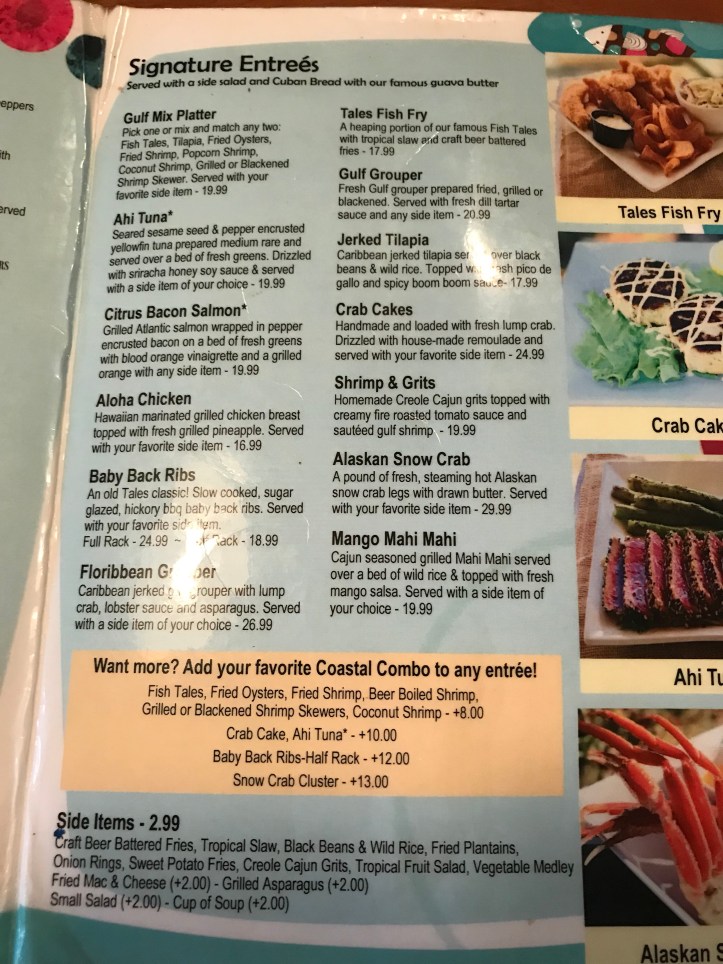 eppers
ith
erved
Signature Entreés
Served with a side salad and Cuban Bread with our famous guava butter
Gulf Mix Platter
Pick one or mix and match any two:
Fish Tales, Tilapia, Fried Oysters,
Fried Shrimp, Popcorn Shrimp,
Coconut Shrimp, Grilled or Blackened
Shrimp Skewer. Served with your
favorite side item - 19.99
Ahi Tuna*
Seared sesame seed & pepper encrusted
yellowfin tuna prepared medium rare and
served over a bed of fresh greens. Drizzled
with sriracha honey soy sauce & served
with a side item of your choice - 19.99
Citrus Bacon Salmon*
Grilled Atlantic salmon wrapped in pepper
encrusted bacon on a bed of fresh greens
with blood orange vinaigrette and a grilled
orange with any side item - 19.99
Aloha Chicken
Hawaiian marinated grilled chicken breast
topped with fresh grilled pineapple. Served
with your favorite side item - 16.99
Baby Back Ribs
An old Tales classic! Slow cooked, sugar
glazed, hickory bbq baby back ribs. Served
with your favorite side item.
Full Rack - 24.99 ~ Rack - 18.99
Floribbean
Caribbean jerked grouper with lump
crab, lobster sauce and asparagus. Served
with a side item of your choice - 26.99
Tales Fish Fry
A heaping portion of our famous Fish Tales
with tropical slaw and craft beer battered
fries - 17.99
Gulf Grouper
Fresh Gulf grouper prepared fried, grilled or
blackened. Served with fresh dill tartar
sauce and any side item - 20.99
Jerked Tilapia
Caribbean jerked tilapia over black
beans & wild rice. Topped pico de
gallo and spicy boom boom sauce- 17.99
Crab Cakes
Handmade and loaded with fresh lump crab.
Drizzled with house-made remoulade and
served with your favorite side item - 24.99
Shrimp & Grits
Homemade Creole Cajun grits topped with
creamy fire roasted tomato sauce and
sautéed gulf shrimp - 19.99
Alaskan Snow Crab
A pound of fresh, steaming hot Alaskan
snow crab legs with drawn butter. Served
with your favorite side item - 29.99
Mango Mahi Mahi
Cajun seasoned grilled Mahi Mahi served
over a bed of wild rice & topped with fresh
mango salsa. Served with a side item of
your choice - 19.99
Want more? Add your favorite Coastal Combo to any entrée!
Fish Tales, Fried Oysters, Fried Shrimp, Beer Boiled Shrimp,
Grilled or Blackened Shrimp Skewers, Coconut Shrimp - +8.00
Crab Cake, Ahi Tuna* - +10.00
Baby Back Ribs-Half Rack - +12.00
Snow Crab Cluster - +13.00
Side Items - 2.99
Craft Beer Battered Fries, Tropical Slaw, Black Beans & Wild Rice, Fried Plantains,
Onion Rings, Sweet Potato Fries, Creole Cajun Grits, Tropical Fruit Salad, Vegetable Medley
Fried Mac & Cheese (+2.00) - Grilled Asparagus (+2.00)
Small Salad (+2.00) - Cup of Soup (+2.00)
Tales Fish Fry
Crab Cak
Ahi Tu
Alaskan S